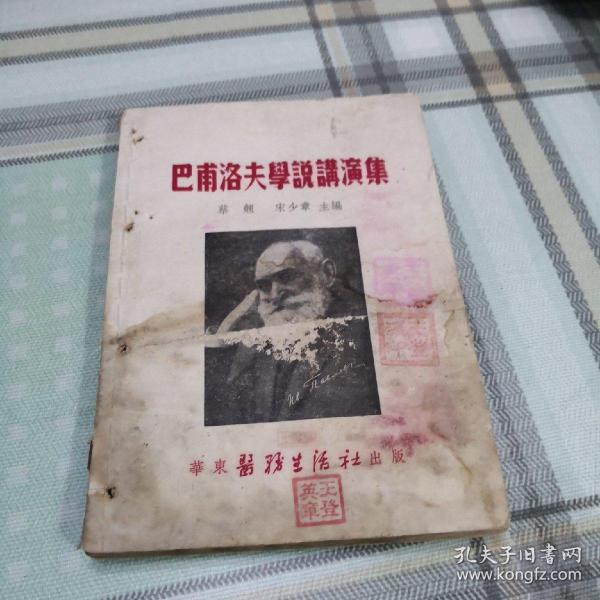 巴甫洛夫學說講演集
蔡翹 宋少章 主編
Ив. Павлов
華東醫務生活社出版
王登
英章
孔夫子旧书网
www.kongfz.com